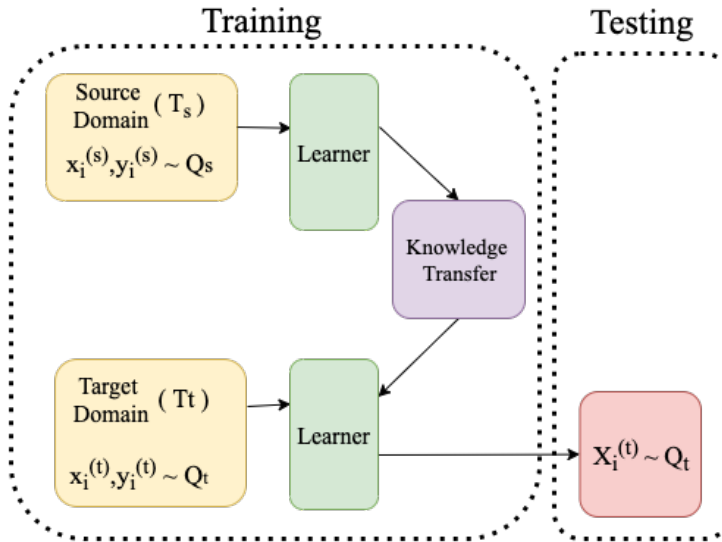 Training
Testing
Source
Domain ( Tₛ )
xᵢ⁽ˢ⁾,yᵢ⁽ˢ⁾ ~ Qs
Learner
Knowledge
Transfer
Target
Domain ( Tt )
xᵢ⁽ᵗ⁾,yᵢ⁽ᵗ⁾ ~ Qt
Learner
Xᵢ⁽ᵗ⁾ ~ Qₜ